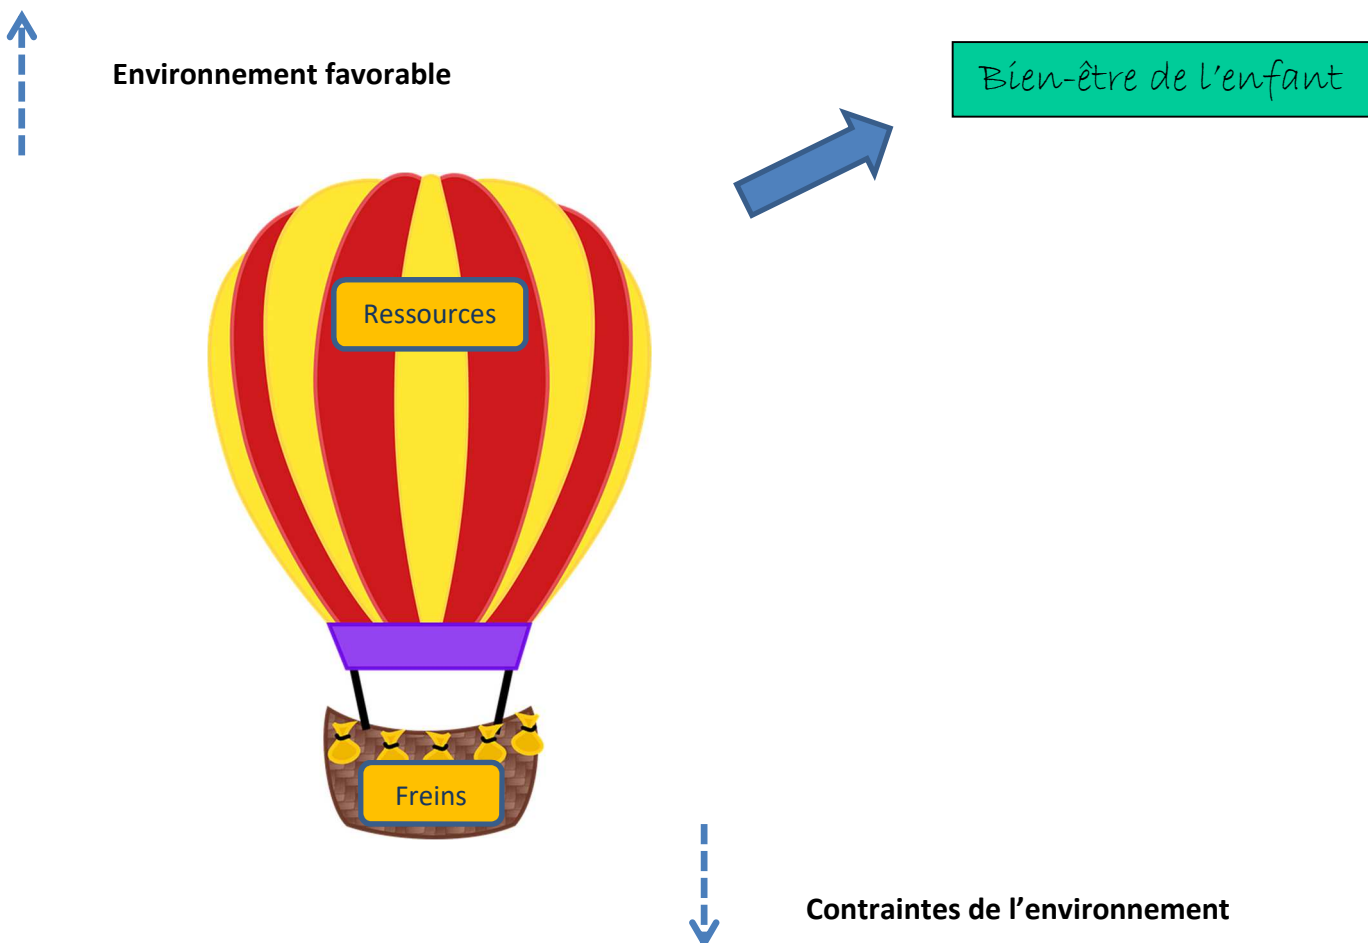 Environnement favorable
Bien-être de l'enfant
Ressources
Freins
Contraintes de l’environnement